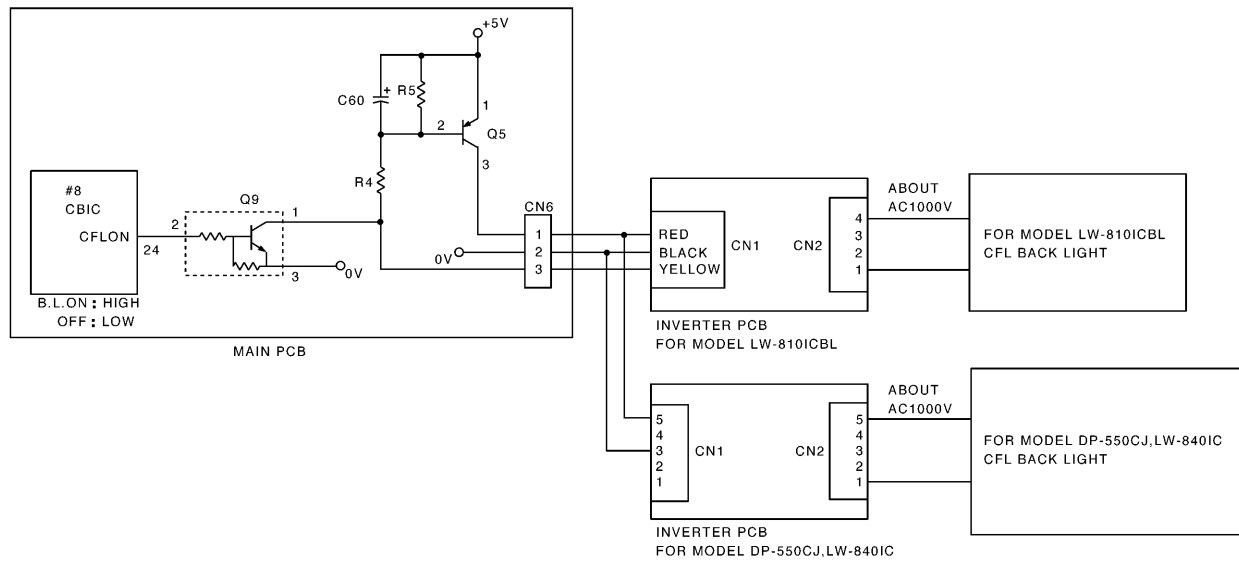 +5V
C60
+
R5
1
2
Q5
3
R4
#8
CBIC
CFLON
24
Q9
2
1
3
0V
B.L.ON : HIGH
OFF : LOW
MAIN PCB
CN6
0V
1
2
3
RED
BLACK
YELLOW
CN1
CN2
4
3
2
1
INVERTER PCB
FOR MODEL LW-810ICBL
ABOUT
AC1000V
FOR MODEL LW-810ICBL
CFL BACK LIGHT
5
4
3
2
1
CN1
CN2
5
4
3
2
1
INVERTER PCB
FOR MODEL DP-550CJ,LW-840IC
ABOUT
AC1000V
FOR MODEL DP-550CJ,LW-840IC
CFL BACK LIGHT